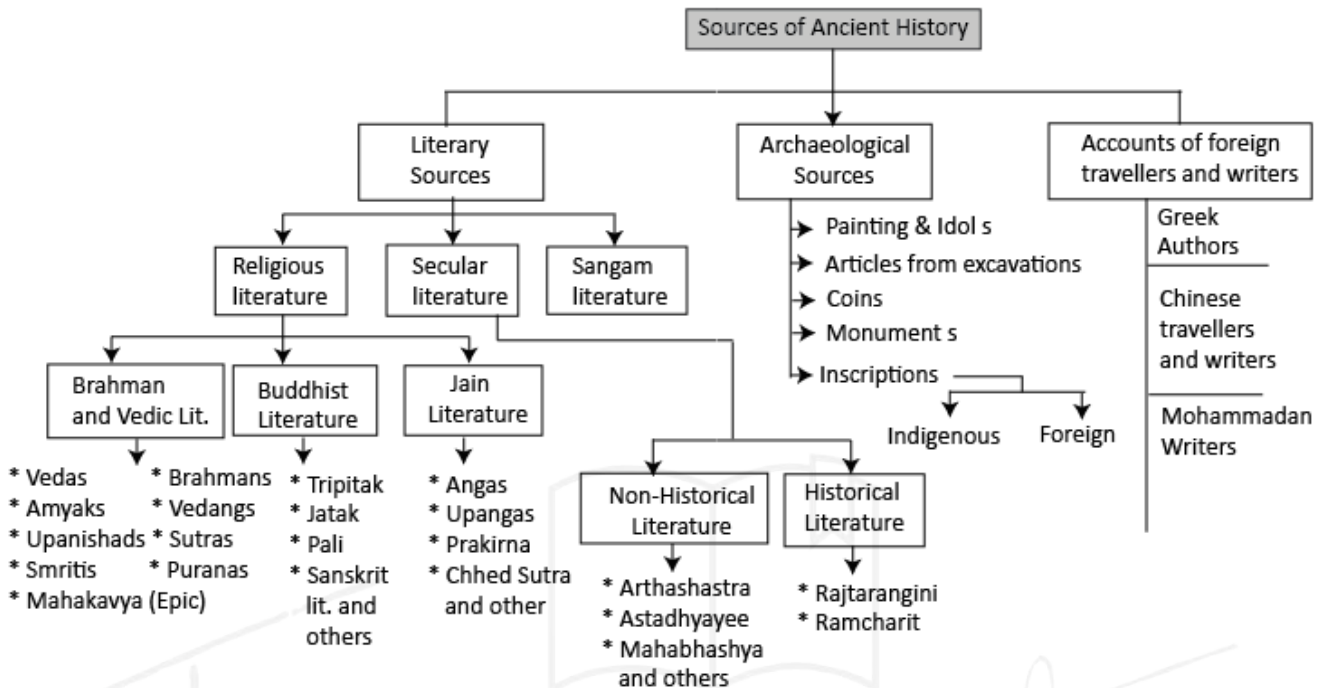 Sources of Ancient History
Literary
Sources
Archaeological
Sources
Accounts of foreign
travellers and writers
Religious
literature
Secular
literature
Sangam
literature
Painting & Idol s
Articles from excavations
Coins
Monument s
Inscriptions
Indigenous
Foreign
Greek
Authors
Chinese
travellers
and writers
Mohammadan
Writers
Brahman
and Vedic Lit.
Buddhist
Literature
Jain
Literature
* Vedas
* Amyaks
* Upanishads
* Smritis
* Mahakavya (Epic)
* Brahmans
* Vedangs
* Sutras
* Puranas
* Tripitak
* Jatak
* Pali
* Sanskrit
lit. and
others
* Angas
* Upangas
* Prakirna
* Chhed Sutra
and other
Non-Historical
Literature
Historical
Literature
* Arthashastra
* Astadhyayee
* Mahabhashya
and others
* Rajtarangini
* Ramcharit